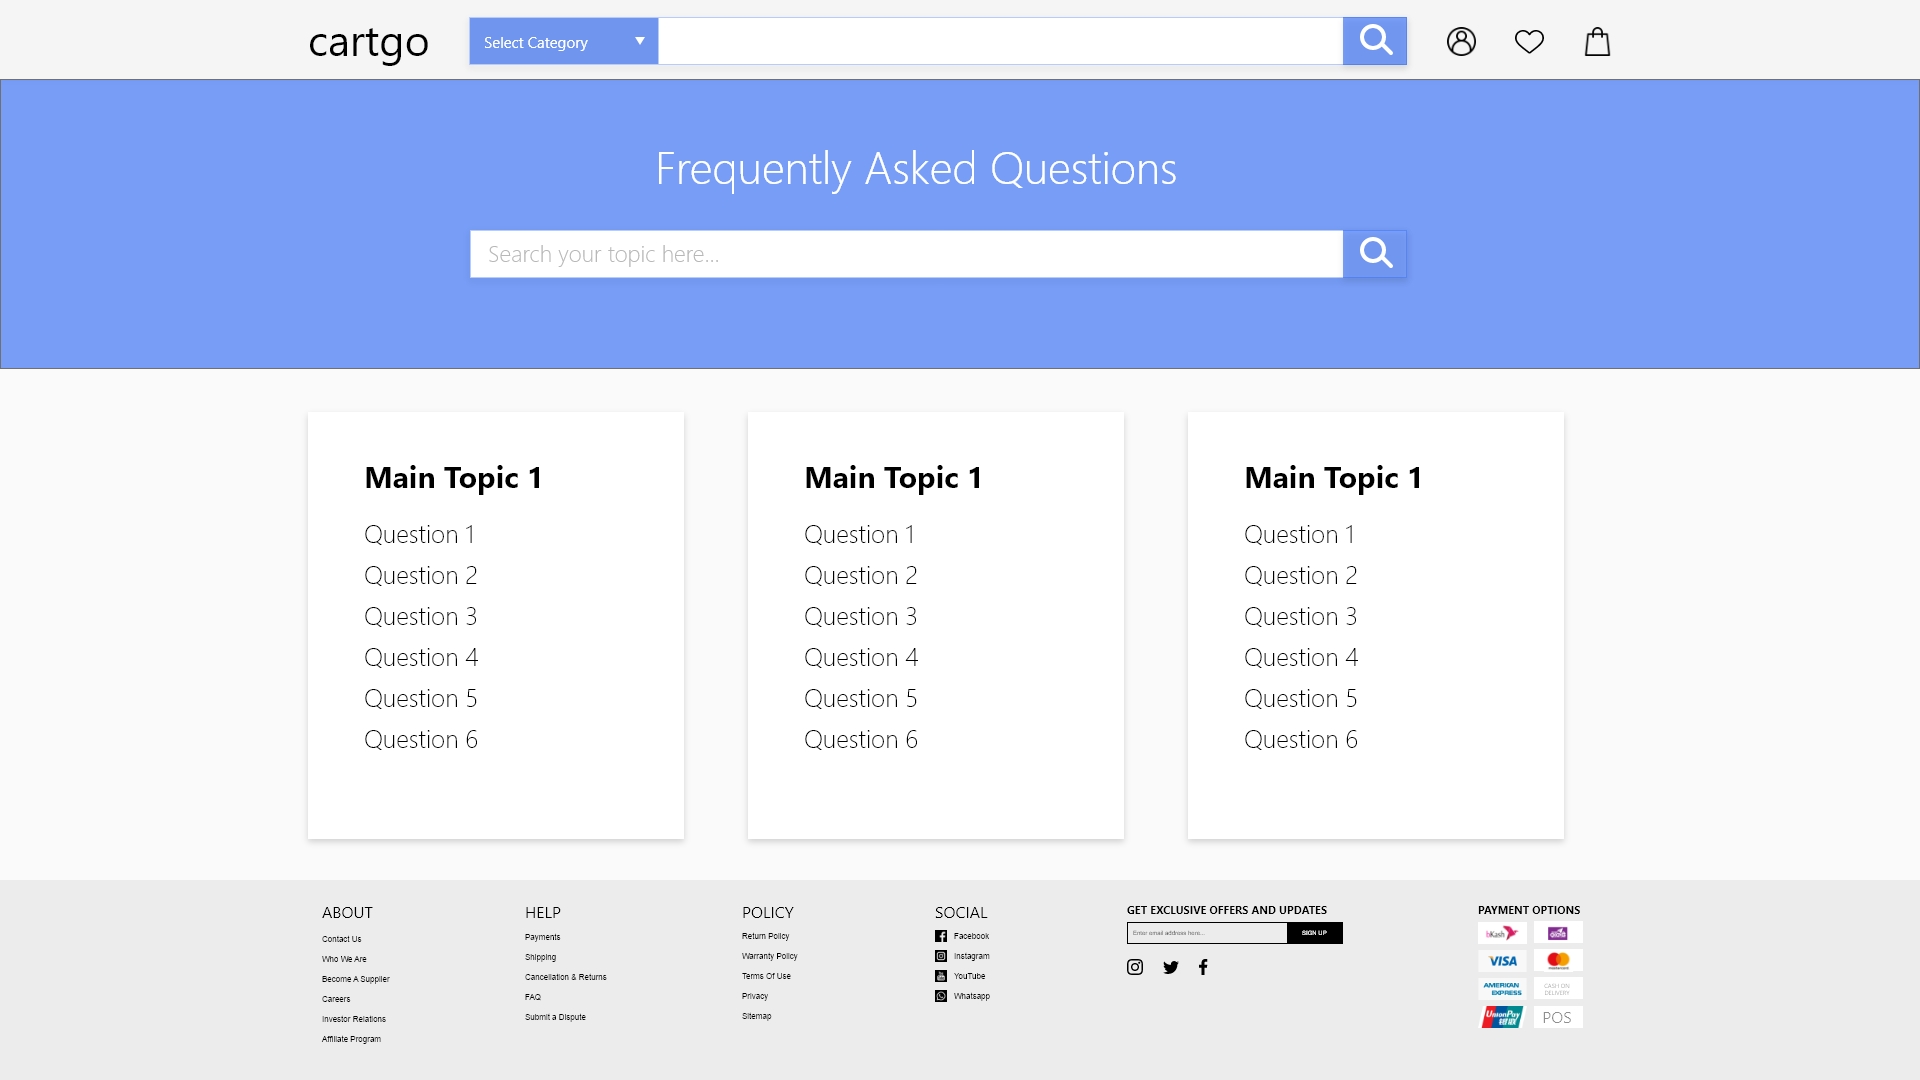 cartgo
Select Category
Frequently Asked Questions
Search your topic here...
Main Topic 1
Question 1
Question 2
Question 3
Question 4
Question 5
Question 6
Main Topic 1
Question 1
Question 2
Question 3
Question 4
Question 5
Question 6
Main Topic 1
Question 1
Question 2
Question 3
Question 4
Question 5
Question 6
ABOUT
Contact Us
Who We Are
Become A Supplier
Careers
Investor Relations
Affiliate Program
HELP
Payments
Shipping
Cancellation & Returns
FAQ
Submit a Dispute
POLICY
Return Policy
Warranty Policy
Terms Of Use
Privacy
Sitemap
SOCIAL
Facebook
Instagram
YouTube
Whatsapp
GET EXCLUSIVE OFFERS AND UPDATES
Enter email address here...
SIGN UP
PAYMENT OPTIONS
bKash
VISA
AMERICAN
EXPRESS
CASH ON
DELIVERY
UnionPay
银联
POS